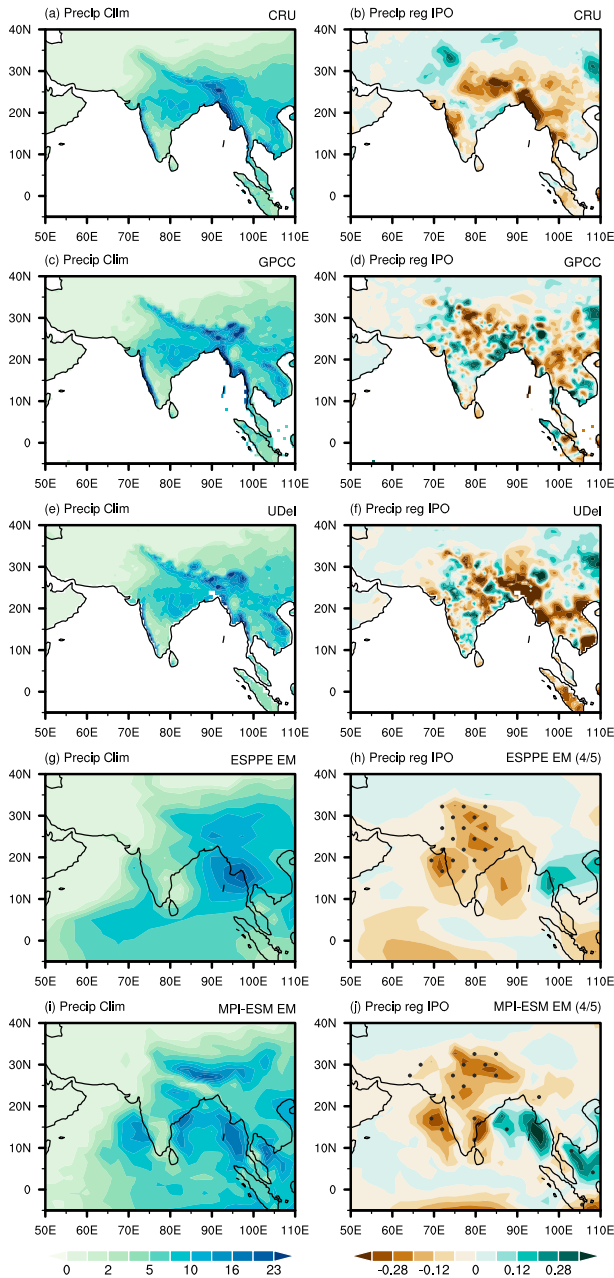 (a) Precip Clim CRU (b) Precip reg IPO CRU
40N 40N
30N 30N
20N 20N
10N 10N
0 0
50E 60E 70E 80E 90E 100E 110E 50E 60E 70E 80E 90E 100E 110E
(c) Precip Clim GPCC (d) Precip reg IPO GPCC
40N 40N
30N 30N
20N 20N
10N 10N
0 0
50E 60E 70E 80E 90E 100E 110E 50E 60E 70E 80E 90E 100E 110E
(e) Precip Clim UDel (f) Precip reg IPO UDel
40N 40N
30N 30N
20N 20N
10N 10N
0 0
50E 60E 70E 80E 90E 100E 110E 50E 60E 70E 80E 90E 100E 110E
(g) Precip Clim ESPPE EM (h) Precip reg IPO ESPPE EM (4/5)
40N 40N
30N 30N
20N 20N
10N 10N
0 0
50E 60E 70E 80E 90E 100E 110E 50E 60E 70E 80E 90E 100E 110E
(i) Precip Clim MPI-ESM EM (j) Precip reg IPO MPI-ESM EM (4/5)
40N 40N
30N 30N
20N 20N
10N 10N
0 0
50E 60E 70E 80E 90E 100E 110E 50E 60E 70E 80E 90E 100E 110E
0 2 5 10 16 23 -0.28 -0.12 0 0.12 0.28